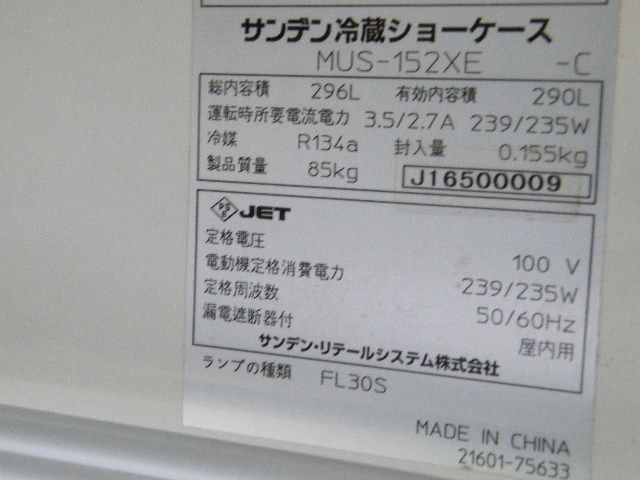 サンデン冷蔵ショーケース
MUS-152XE -C
総内容積 296L 有効内容積 290L
運転時所要電流電力 3.5/2.7A 239/235W
冷媒 R134a 封入量 0.155kg
製品質量 85kg J16500009
JET
定格電圧 100 V
電動機定格消費電力 239/235W
定格周波数 50/60Hz
漏電遮断器付 屋内用
サンデン・リテールシステム株式会社
ランプの種類 FL30S
MADE IN CHINA
21601-75633